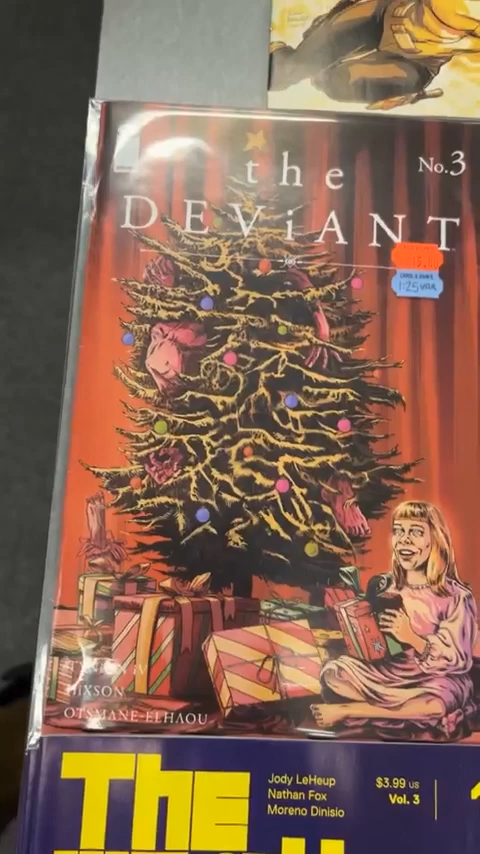 the
No.3
DEViANT
1:25 VAR
HIXSON
OTSMANE-ELHAOU
The
Jody LeHeup
Nathan Fox
Moreno Dinisio
$3.99 US
Vol. 3